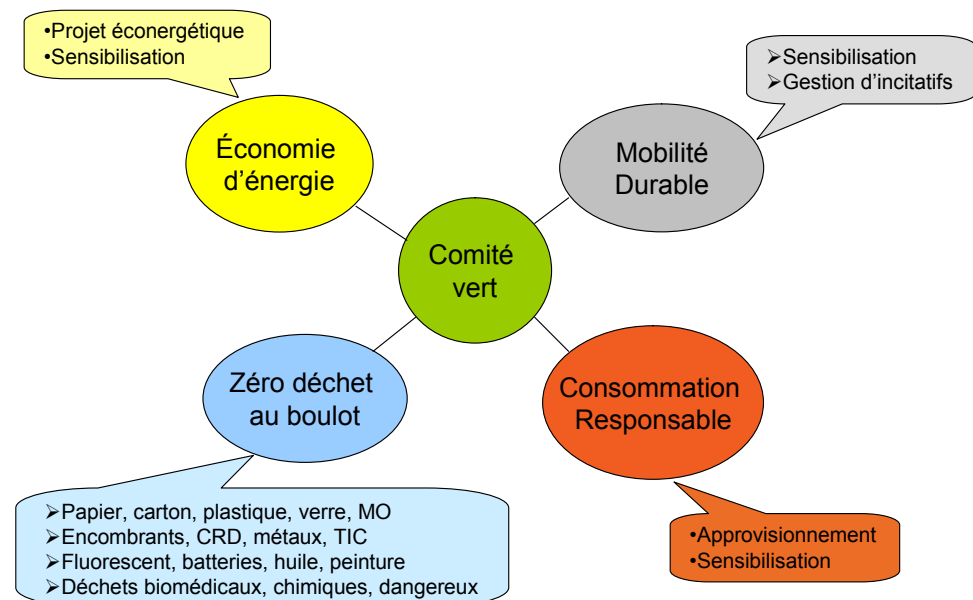 •Projet éconergétique
•Sensibilisation
➢Sensibilisation
➢Gestion d'incitatifs
Économie
d'énergie
Mobilité
Durable
Comité
vert
Zéro déchet
au boulot
Consommation
Responsable
➢Papier, carton, plastique, verre, MO
➢Encombrants, CRD, métaux, TIC
➢Fluorescent, batteries, huile, peinture
➢Déchets biomédicaux, chimiques, dangereux
•Approvisionnement
•Sensibilisation